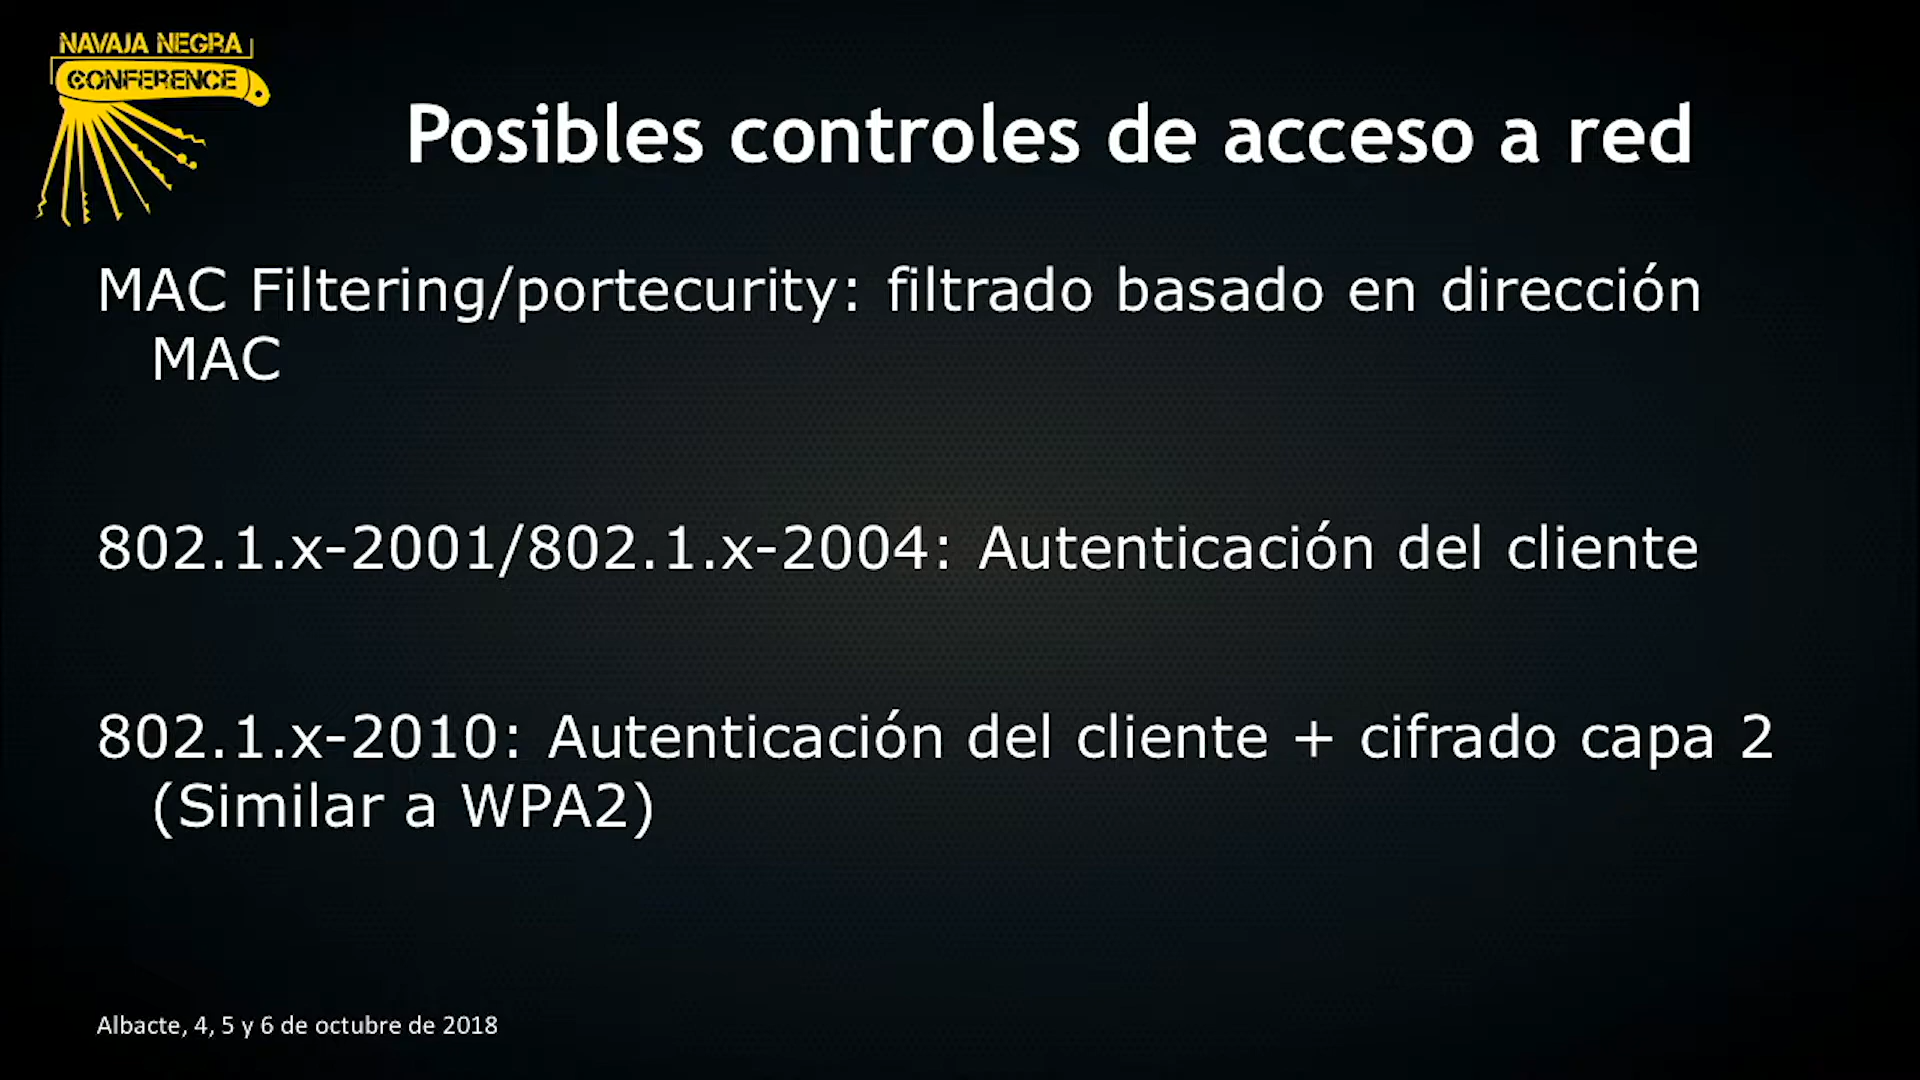 NAVAJA NEGRA
CONFERENCE
Posibles controles de acceso a red
MAC Filtering/portecurity: filtrado basado en dirección
MAC
802.1.x-2001/802.1.x-2004: Autenticación del cliente
802.1.x-2010: Autenticación del cliente + cifrado capa 2
(Similar a WPA2)
Albacte, 4, 5 y 6 de octubre de 2018